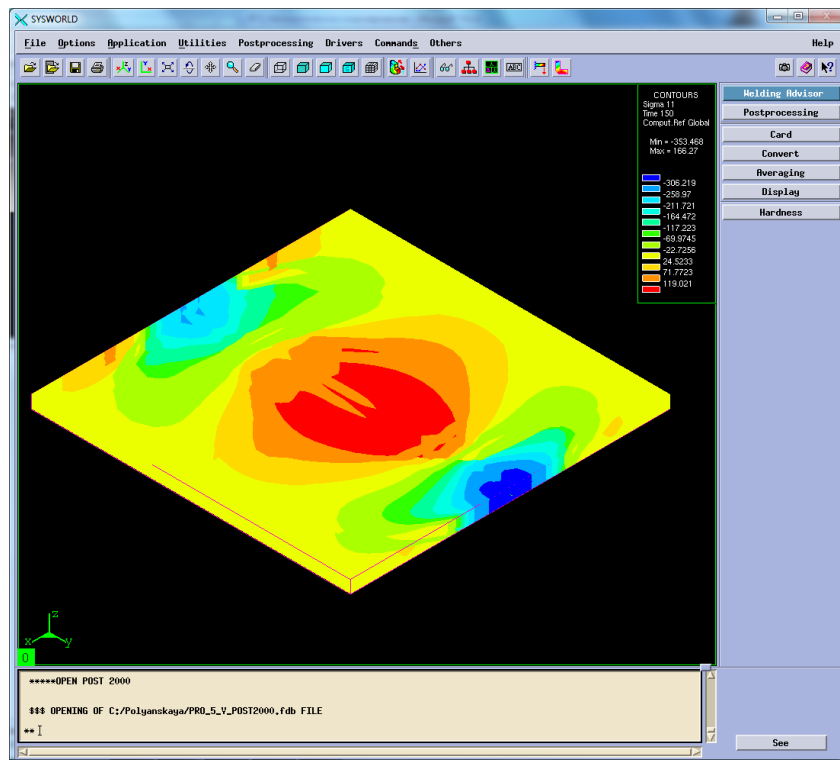 SYSWORLD
File Options Application Utilities Postprocessing Drivers Commands Others Help
ABC
CONTOURS
Sigma 11
Time 150
Comput.Ref Global
Min = -353.468
Max = 166.27
-306.219
-258.97
-211.721
-164.472
-117.223
-69.9745
-22.7256
24.5233
71.7723
119.021
Welding Advisor
Postprocessing
Card
Convert
Averaging
Display
Hardness
z
x
y
0
*****OPEN POST 2000
$$$ OPENING OF C:/Polyanskaya/PRO_5_V_POST2000.fdb FILE
**
See